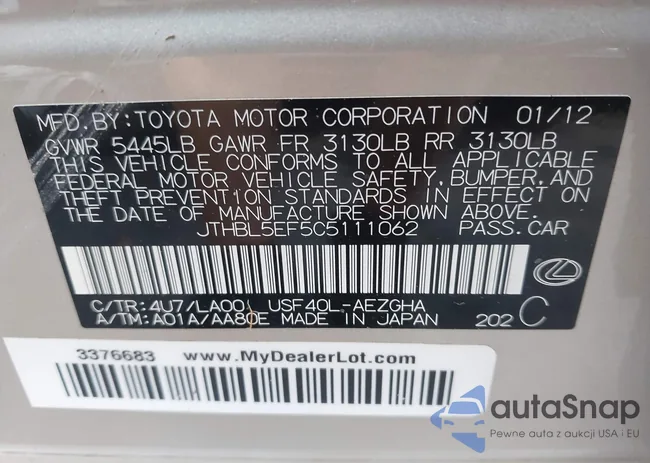 MFD. BY: TOYOTA MOTOR CORPORATION 01/12
GVWR 5445LB GAWR FR 3130LB RR 3130LB
THIS VEHICLE CONFORMS TO ALL APPLICABLE
FEDERAL MOTOR VEHICLE SAFETY, BUMPER, AND
THEFT PREVENTION STANDARDS IN EFFECT ON
THE DATE OF MANUFACTURE SHOWN ABOVE.
JTHBL5EF5C5111062 PASS.CAR
C/TR: 4U7/LA00 USF40L-AEZGHA
A/TM: A01A/AA80E MADE IN JAPAN 202 C
3376683 www.MyDealerLot.com
autaSnap
Pewne auta z aukcji USA i EU